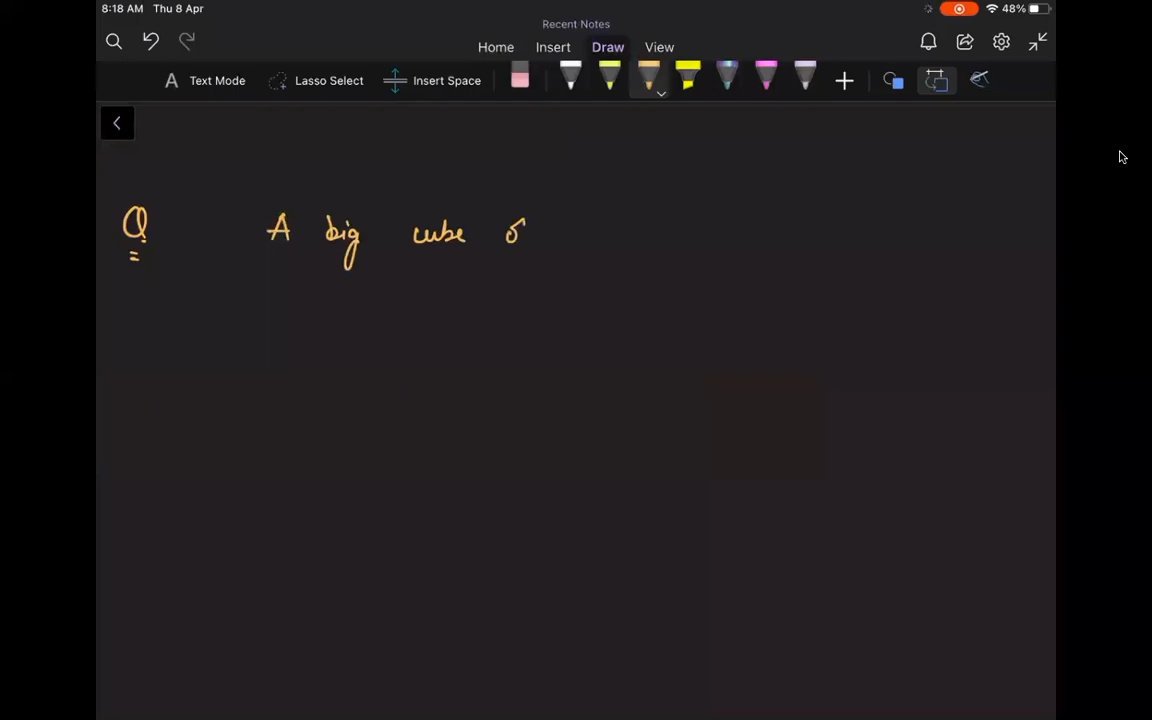 8:18 AM Thu 8 Apr
48%
Recent Notes
Home Insert Draw View
Text Mode Lasso Select Insert Space
Q A big cube